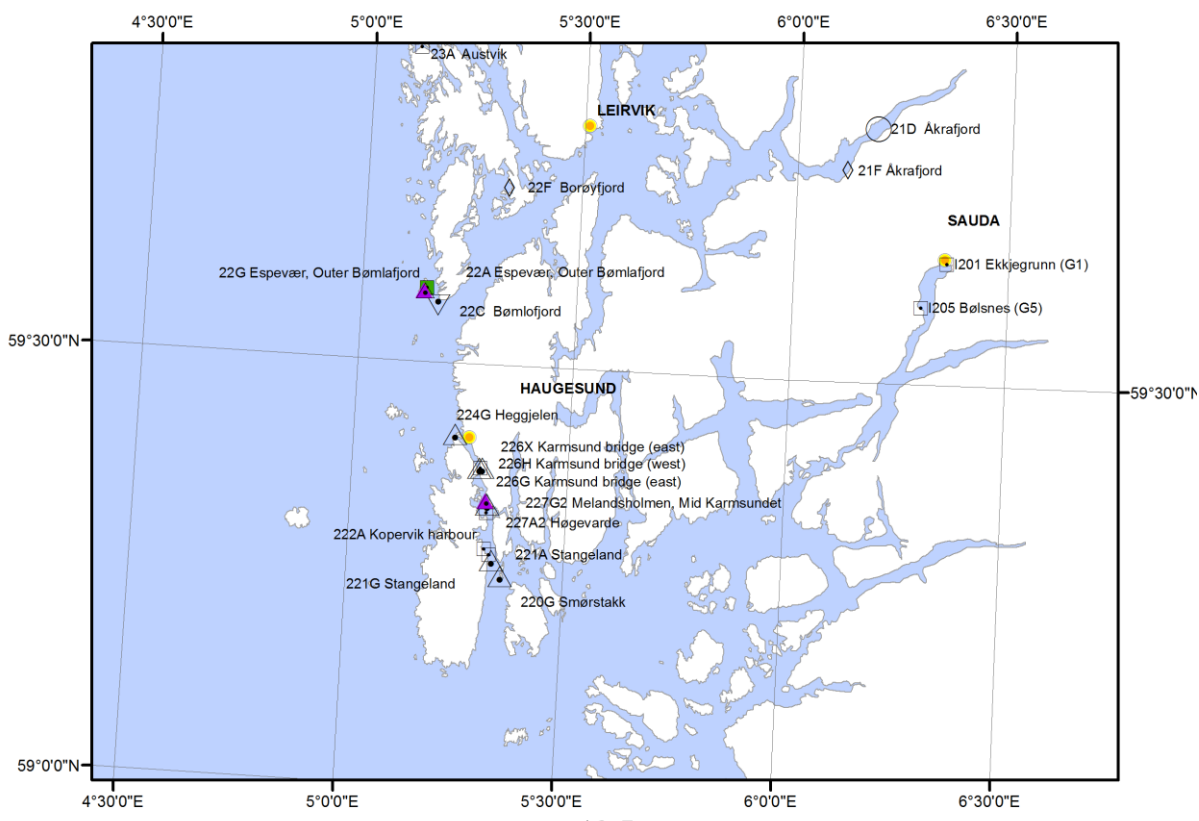 4°30'0"E 5°0'0"E 5°30'0"E 6°0'0"E 6°30'0"E
23A Austvik
LEIRVIK
21D Åkrafjord
21F Åkrafjord
22F Borøyfjord
SAUDA
22G Espevær, Outer Bømlafjord
22A Espevær, Outer Bømlafjord
I201 Ekkjegrunn (G1)
22C Bømlofjord
I205 Bølsnes (G5)
59°30'0"N
59°30'0"N
HAUGESUND
224G Heggjelen
226X Karmsund bridge (east)
226H Karmsund bridge (west)
226G Karmsund bridge (east)
227G2 Melandsholmen, Mid Karmsundet
227A2 Høgevarde
222A Kopervik harbour
221A Stangeland
221G Stangeland
220G Smørstakk
59°0'0"N
4°30'0"E 5°0'0"E 5°30'0"E 6°0'0"E 6°30'0"E